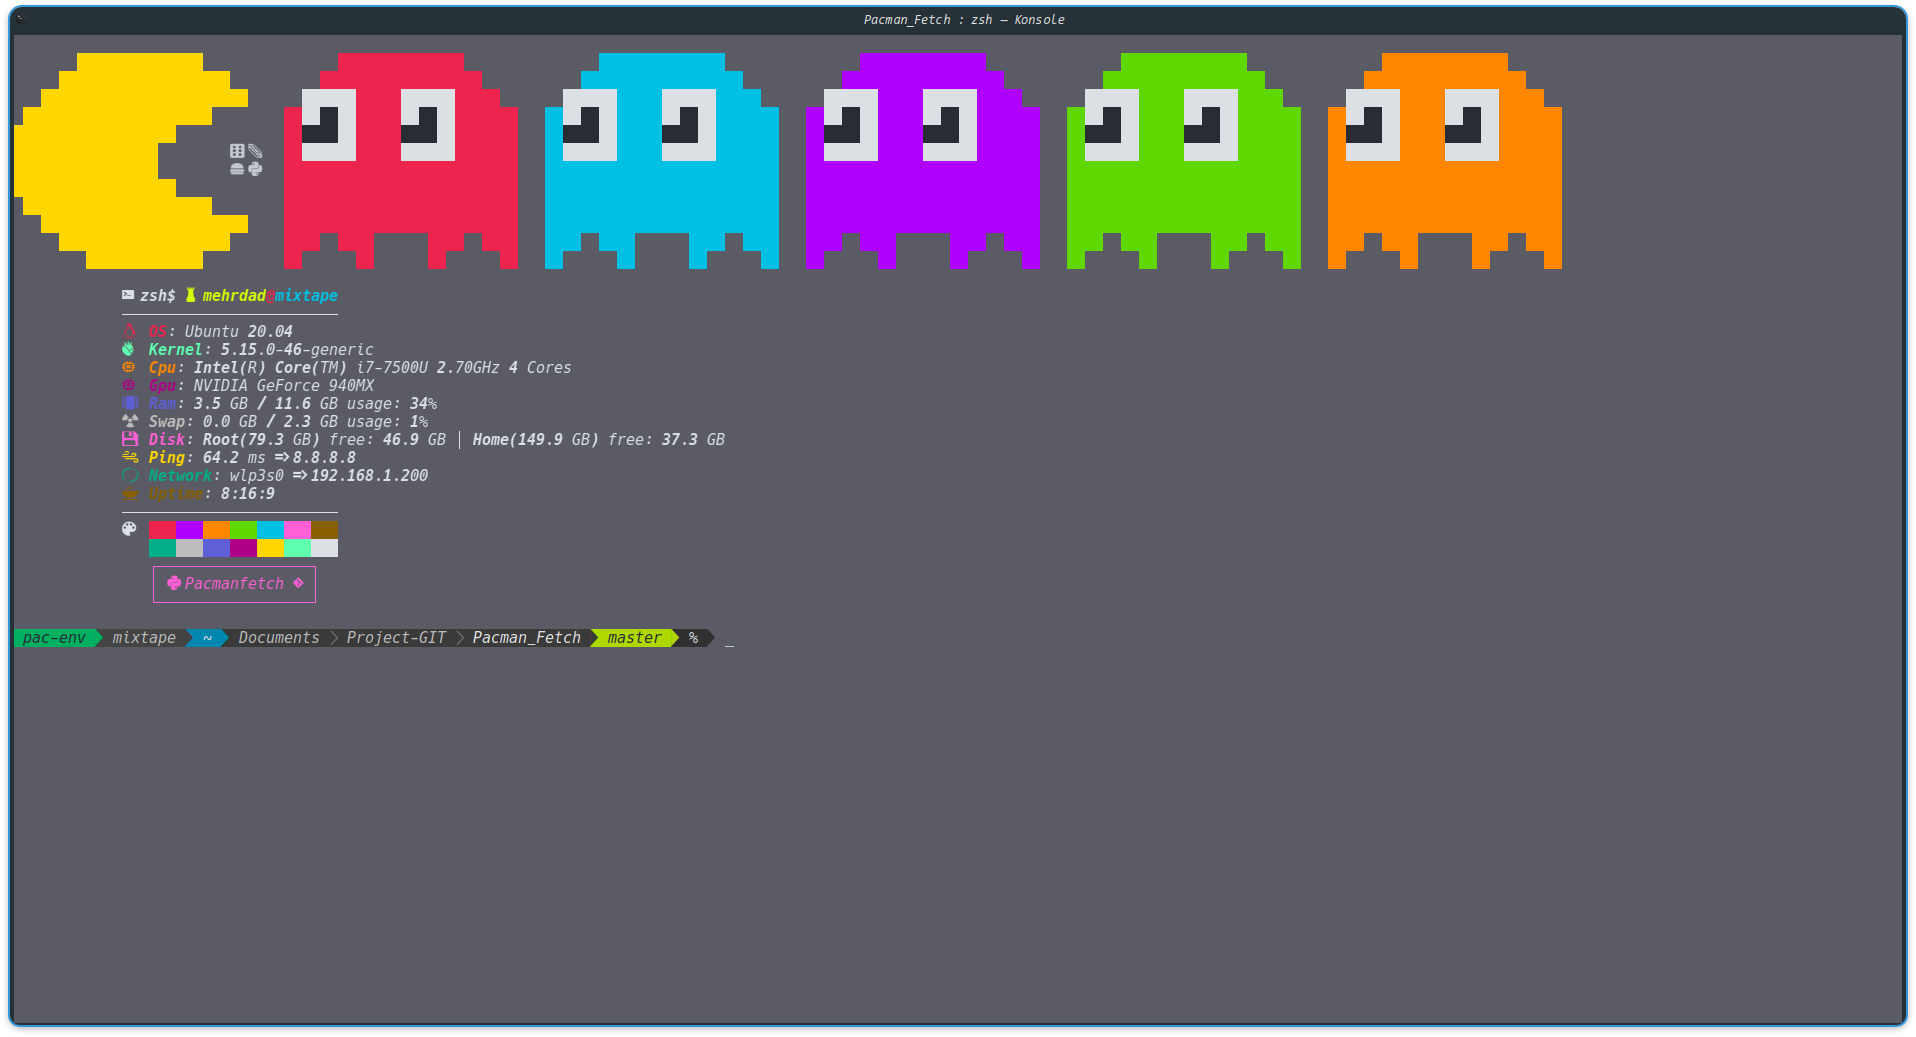 Pacman_Fetch : zsh — Konsole
zsh$ mehrdad@mixtape
OS: Ubuntu 20.04
Kernel: 5.15.0-46-generic
Cpu: Intel(R) Core(TM) i7-7500U 2.70GHz 4 Cores
Gpu: NVIDIA GeForce 940MX
Ram: 3.5 GB / 11.6 GB usage: 34%
Swap: 0.0 GB / 2.3 GB usage: 1%
Disk: Root(79.3 GB) free: 46.9 GB | Home(149.9 GB) free: 37.3 GB
Ping: 64.2 ms => 8.8.8.8
Network: wlp3s0 => 192.168.1.200
Uptime: 8:16:9
Pacmanfetch
pac-env mixtape ~ Documents Project-GIT Pacman_Fetch master % _